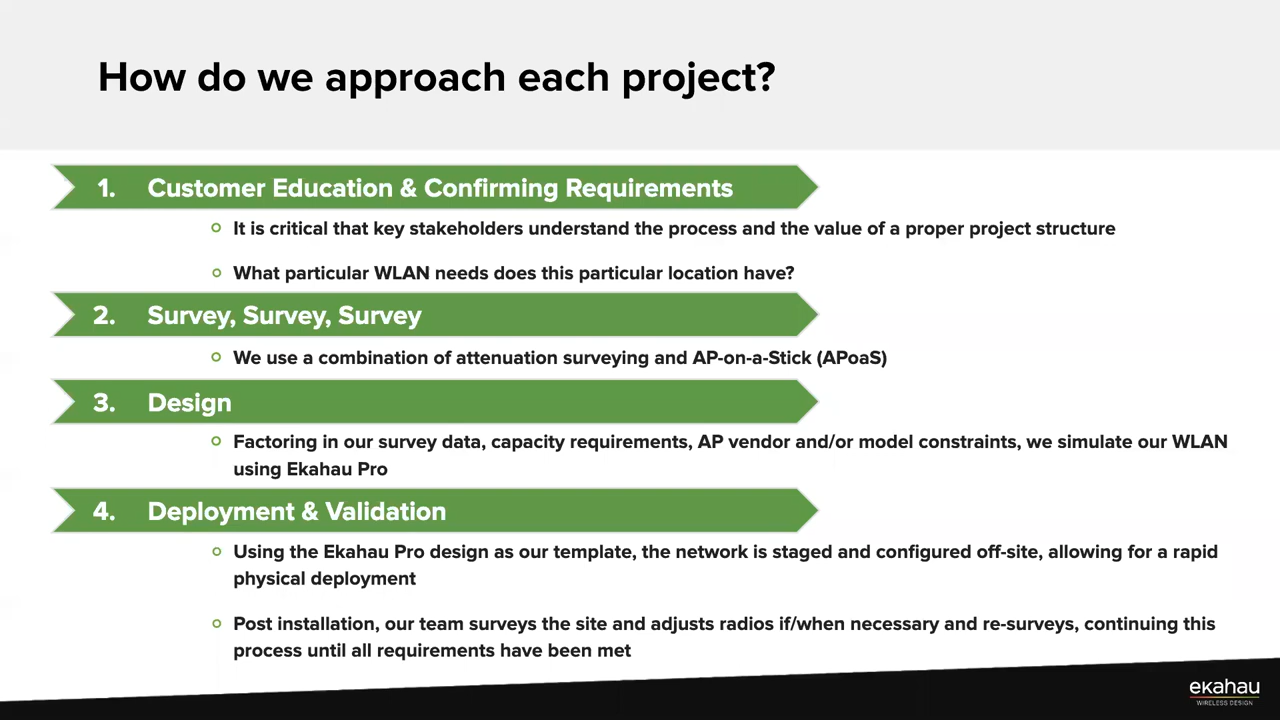 How do we approach each project?
1. Customer Education & Confirming Requirements
It is critical that key stakeholders understand the process and the value of a proper project structure
What particular WLAN needs does this particular location have?
2. Survey, Survey, Survey
We use a combination of attenuation surveying and AP-on-a-Stick (APoaS)
3. Design
Factoring in our survey data, capacity requirements, AP vendor and/or model constraints, we simulate our WLAN
using Ekahau Pro
4. Deployment & Validation
Using the Ekahau Pro design as our template, the network is staged and configured off-site, allowing for a rapid
physical deployment
Post installation, our team surveys the site and adjusts radios if/when necessary and re-surveys, continuing this
process until all requirements have been met
ekahau
WIRELESS DESIGN